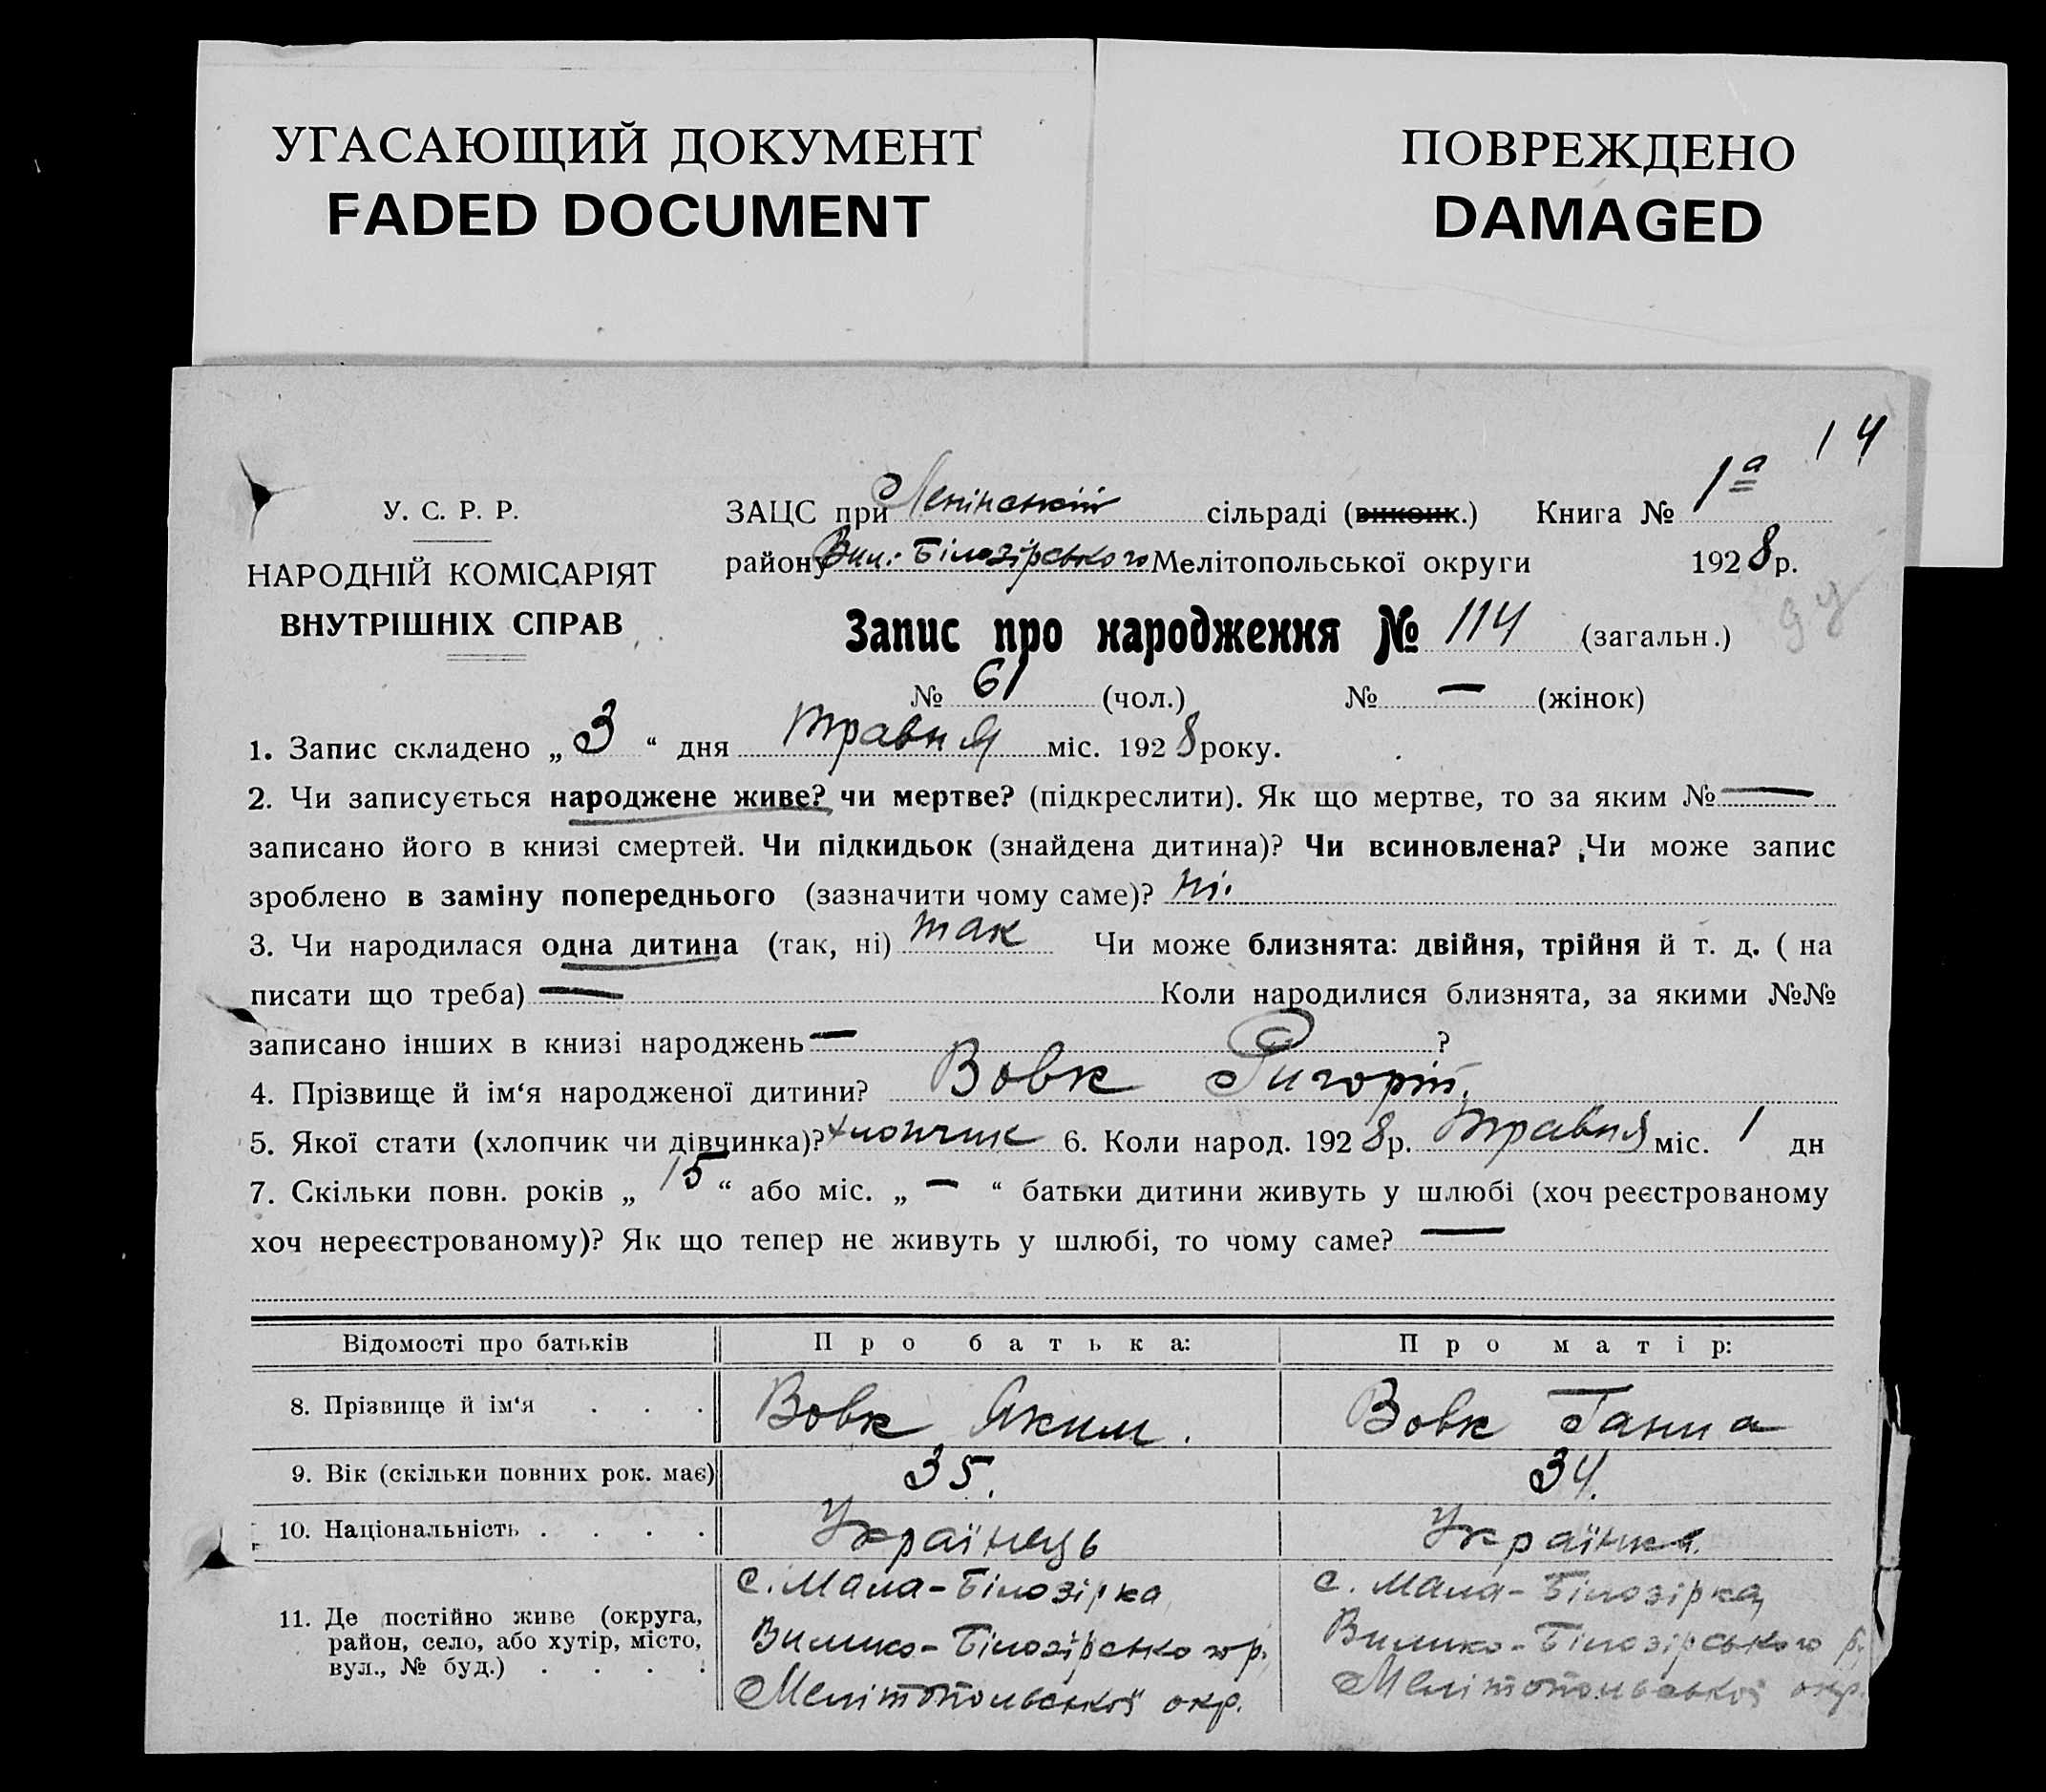 УГАСАЮЩИЙ ДОКУМЕНТ
FADED DOCUMENT
ПОВРЕЖДЕНО
DAMAGED
14
У. С. Р. Р.
НАРОДНІЙ КОМІСАРІЯТ
ВНУТРІШНІХ СПРАВ
ЗАЦС при Ленінській сільраді (виконк.) Книга № 1а
району Вил: Білозірського Мелітопольської округи 1928 р.
Запис про народження № 114 (загальн.)
№ 61 (чол.) № — (жінок)
1. Запис складено „ 3 “ дня травня міс. 1928 року.
2. Чи записується народжене живе? чи мертве? (підкреслити). Як що мертве, то за яким № —
записано його в книзі смертей. Чи підкидьок (знайдена дитина)? Чи всиновлена? Чи може запис
зроблено в заміну попереднього (зазначити чому саме)? ні.
3. Чи народилася одна дитина (так, ні) так Чи може близнята: двійня, трійня й т. д. ( на
писати що треба) — Коли народилися близнята, за якими №№
записано інших в книзі народжень — ?
4. Прізвище й ім‘я народженої дитини? Вовк Григорій,
5. Якої стати (хлопчик чи дівчинка)? хлопчик 6. Коли народ. 1928 р. травня міс. 1 дн
7. Скільки повн. років „ 15 “ або міс. „ — “ батьки дитини живуть у шлюбі (хоч реєстрованому
хоч нереєстрованому)? Як що тепер не живуть у шлюбі, то чому саме? —
Відомості про батьків Про батька: Про матір:
8. Прізвище й ім‘я . . . Вовк Яким. Вовк Ганна
9. Вік (скільки повних рок. має) 35. 34.
10. Національність . . . . Українець Українка.
11. Де постійно живе (округа,
район, село, або хутір, місто,
вул., № буд.) . . . .
с. Мала-Білозірка
Вилико-Білозірського р.
Мелітопольської окр.
с. Мала-Білозірка,
Вилико-Білозірського р.
Мелітопольської окр.